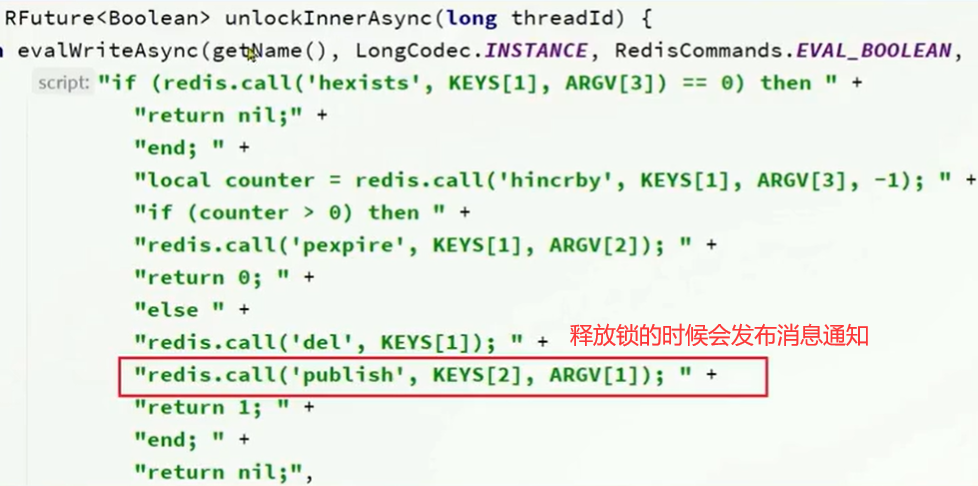 RFuture<Boolean> unlockInnerAsync(long threadId) {
evalWriteAsync(getName(), LongCodec.INSTANCE, RedisCommands.EVAL_BOOLEAN,
script: "if (redis.call('hexists', KEYS[1], ARGV[3]) == 0) then " +
"return nil;" +
"end; " +
"local counter = redis.call('hincrby', KEYS[1], ARGV[3], -1); " +
"if (counter > 0) then " +
"redis.call('pexpire', KEYS[1], ARGV[2]); " +
"return 0; " +
"else " +
"redis.call('del', KEYS[1]); " + 释放锁的时候会发布消息通知
"redis.call('publish', KEYS[2], ARGV[1]); " +
"return 1; " +
"end; " +
"return nil;",